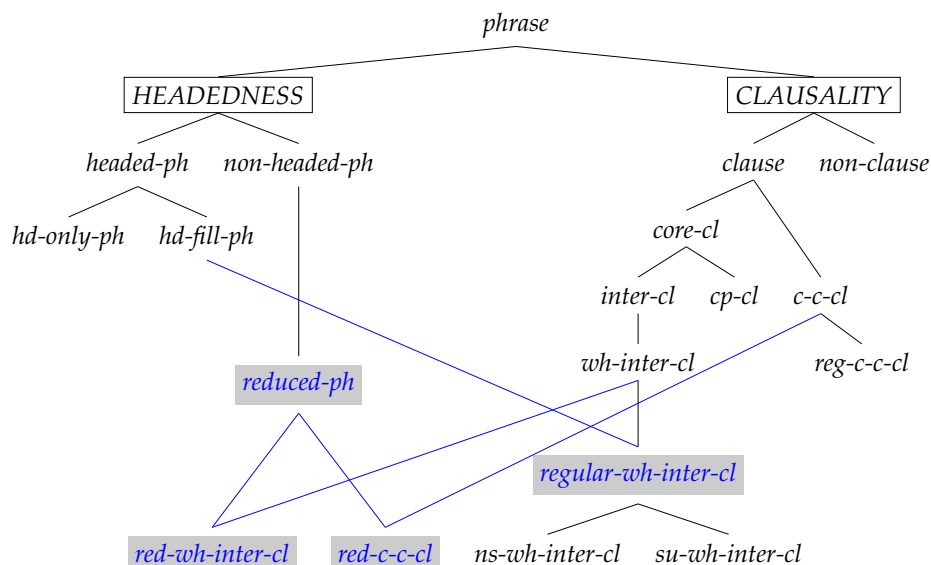 phrase
HEADEDNESS CLAUSALITY
headed-ph non-headed-ph clause non-clause
hd-only-ph hd-fill-ph core-cl
inter-cl cp-cl c-c-cl
wh-inter-cl reg-c-c-cl
reduced-ph
regular-wh-inter-cl
red-wh-inter-cl red-c-c-cl ns-wh-inter-cl su-wh-inter-cl